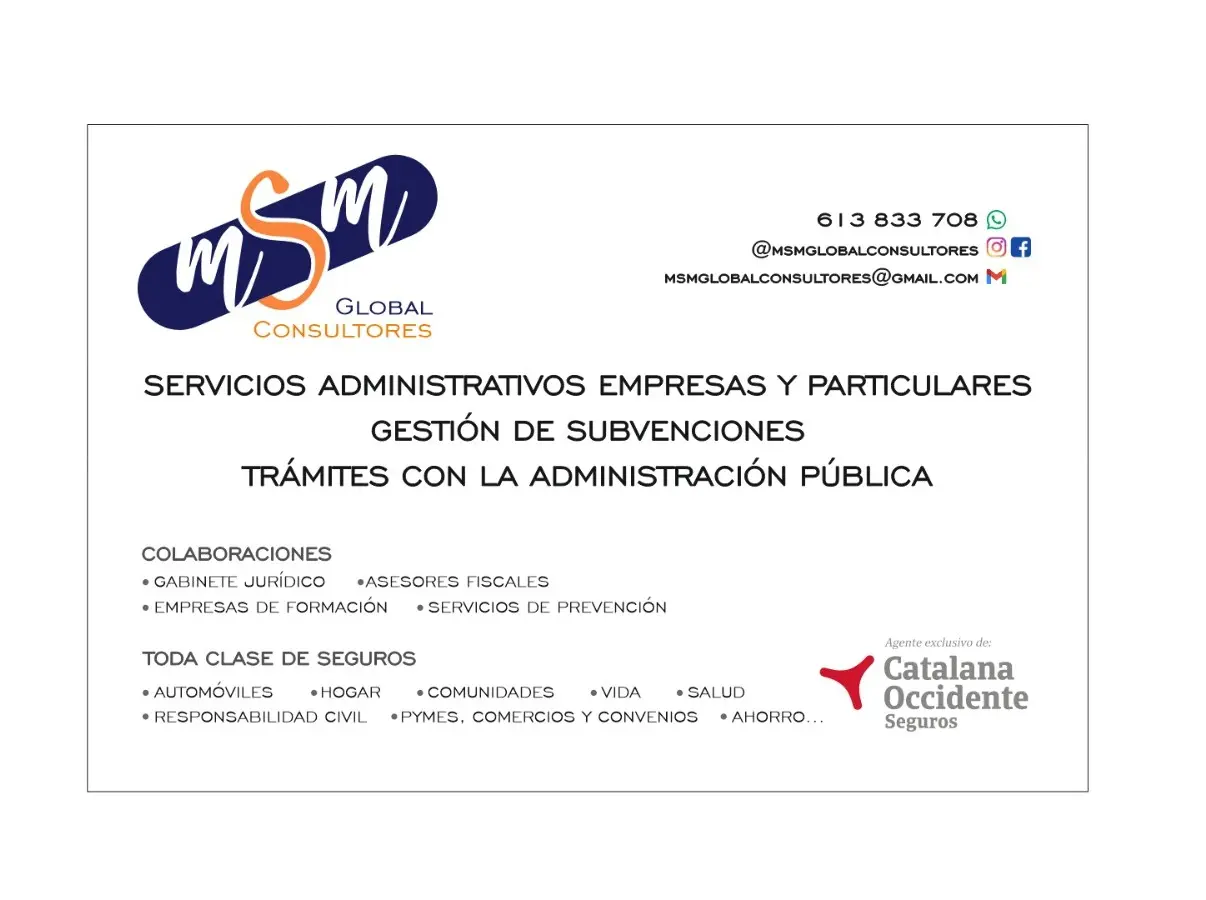 mSm
GLOBAL
CONSULTORES
613 833 708
@MSMGLOBALCONSULTORES
MSMGLOBALCONSULTORES@GMAIL.COM
SERVICIOS ADMINISTRATIVOS EMPRESAS Y PARTICULARES
GESTIÓN DE SUBVENCIONES
TRÁMITES CON LA ADMINISTRACIÓN PÚBLICA
COLABORACIONES
• GABINETE JURÍDICO •ASESORES FISCALES
• EMPRESAS DE FORMACIÓN • SERVICIOS DE PREVENCIÓN
TODA CLASE DE SEGUROS
• AUTOMÓVILES •HOGAR • COMUNIDADES • VIDA • SALUD
• RESPONSABILIDAD CIVIL •PYMES, COMERCIOS Y CONVENIOS • AHORRO...
Agente exclusivo de:
Catalana
Occidente
Seguros